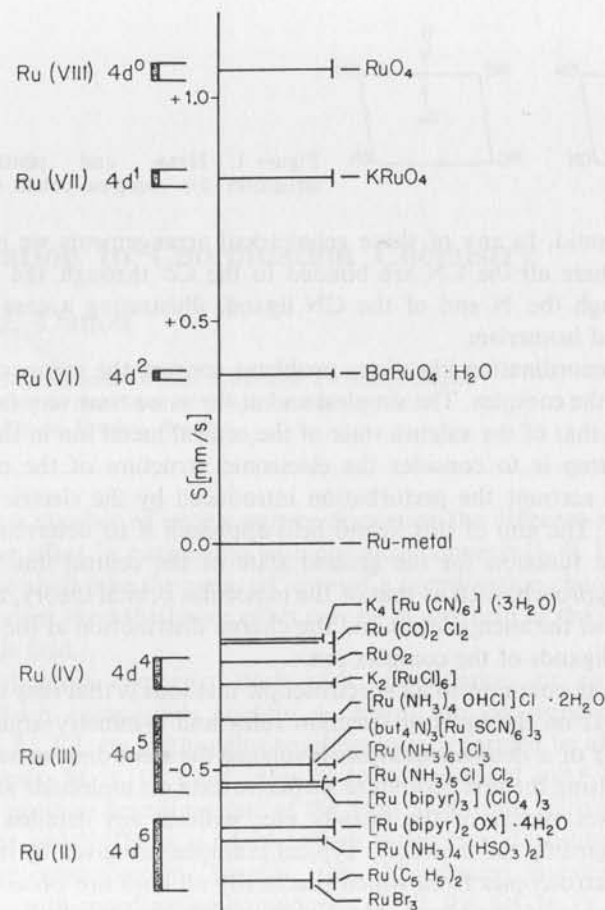 Ru (VIII) 4d⁰ RuO₄
+1.0
Ru (VII) 4d¹ KRuO₄
+0.5
Ru (VI) 4d² BaRuO₄ · H₂O
S [mm/s]
0.0 Ru-metal
K₄ [Ru (CN)₆] (·3H₂O)
Ru (CO)₂ Cl₂
RuO₂
Ru (IV) 4d⁴ K₂ [RuCl₆]
[Ru (NH₃)₄ OHCl] Cl · 2H₂O
(but₄ N)₃ [Ru (SCN)₆]₃
Ru (III) 4d⁵ [Ru (NH₃)₆] Cl₃
-0.5 [Ru (NH₃)₅ Cl] Cl₂
[Ru (bipyr)₃] (ClO₄)₃
[Ru (bipyr)₂ OX] · 4H₂O
Ru (II) 4d⁶ [Ru (NH₃)₄ (HSO₃)₂]
Ru (C₅ H₅)₂
RuBr₃